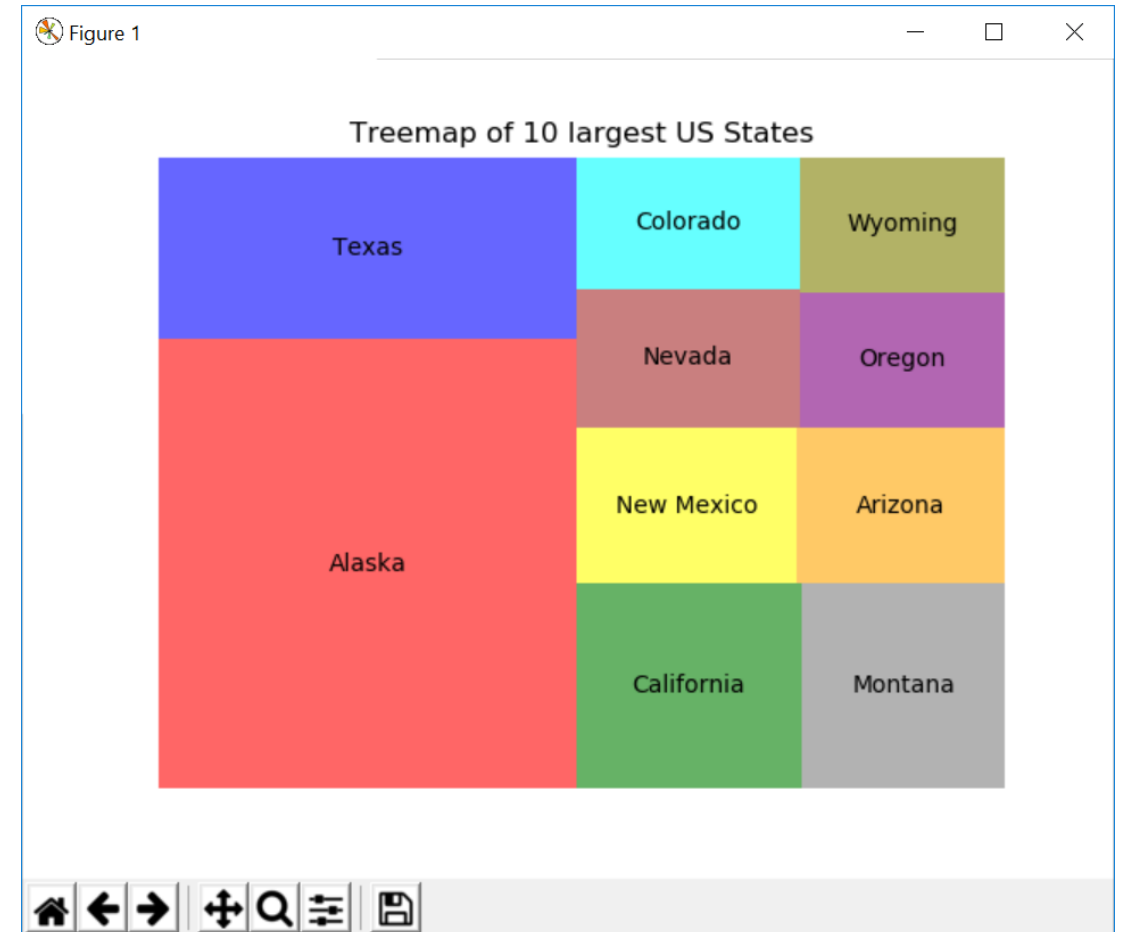 Figure 1
Treemap of 10 largest US States
Texas
Colorado
Wyoming
Nevada
Oregon
New Mexico
Arizona
Alaska
California
Montana